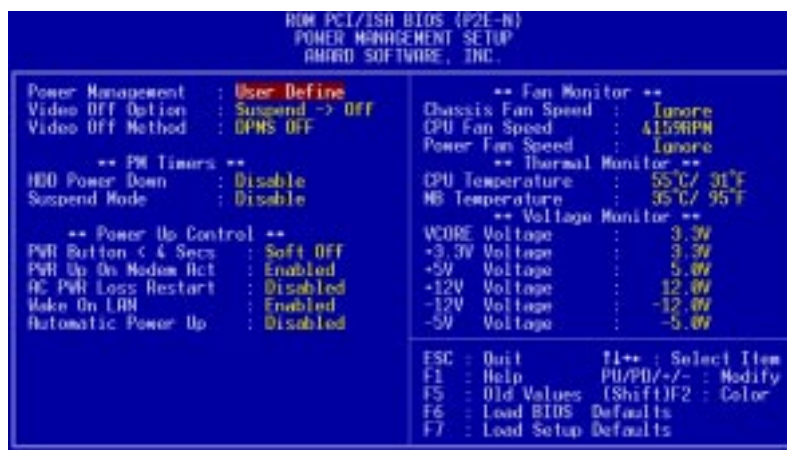 ROM PCI/ISA BIOS (P2E-N)
POWER MANAGEMENT SETUP
AWARD SOFTWARE, INC.
Power Management : User Define
Video Off Option : Suspend -> Off
Video Off Method : DPMS OFF
** PM Timers **
HDD Power Down : Disable
Suspend Mode : Disable
** Power Up Control **
PWR Button < 4 Secs : Soft Off
PWR Up On Modem Act : Enabled
AC PWR Loss Restart : Disabled
Wake On LAN : Enabled
Automatic Power Up : Disabled
** Fan Monitor **
Chassis Fan Speed : Ignore
CPU Fan Speed : 4159RPM
Power Fan Speed : Ignore
** Thermal Monitor **
CPU Temperature : 55°C/ 31°F
MB Temperature : 35°C/ 95°F
** Voltage Monitor **
VCORE Voltage : 3.3V
+3.3V Voltage : 3.3V
+5V Voltage : 5.0V
+12V Voltage : 12.0V
-12V Voltage : -12.0V
-5V Voltage : -5.0V
ESC : Quit ↑↓→← : Select Item
F1 : Help PU/PD/+/- : Modify
F5 : Old Values (Shift)F2 : Color
F6 : Load BIOS Defaults
F7 : Load Setup Defaults